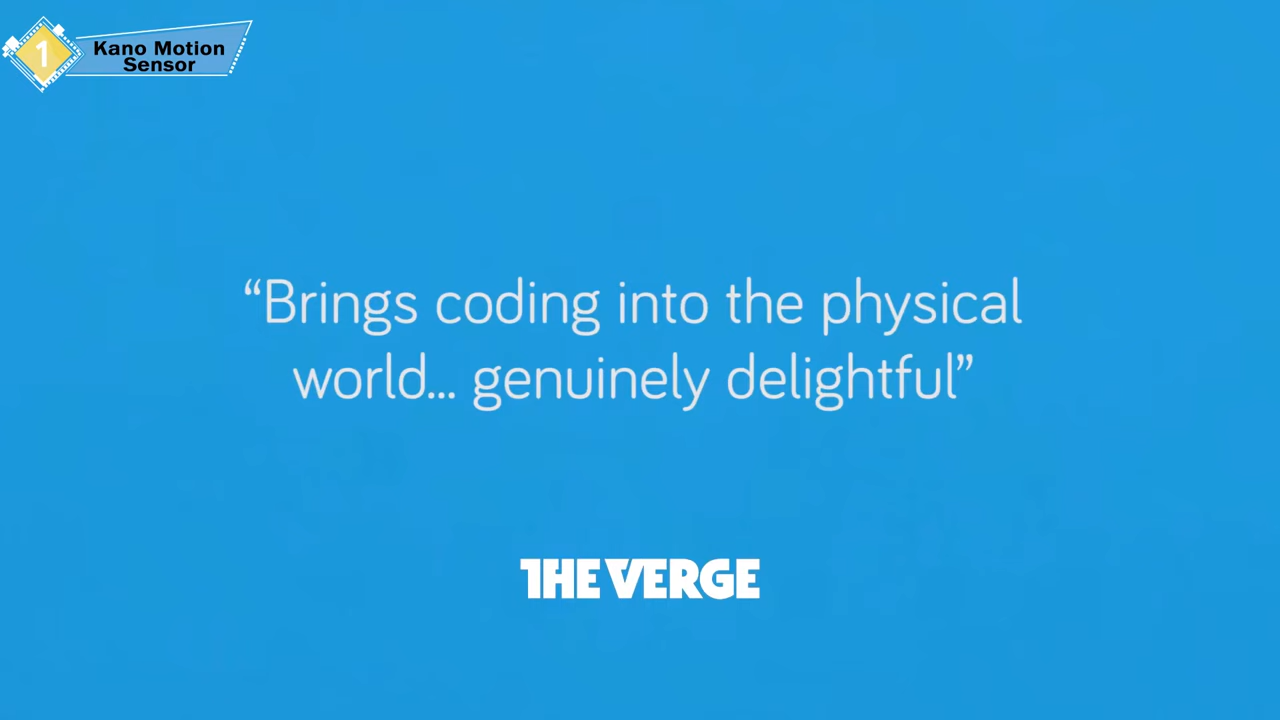 1
Kano Motion
Sensor
“Brings coding into the physical
world... genuinely delightful”
THE VERGE